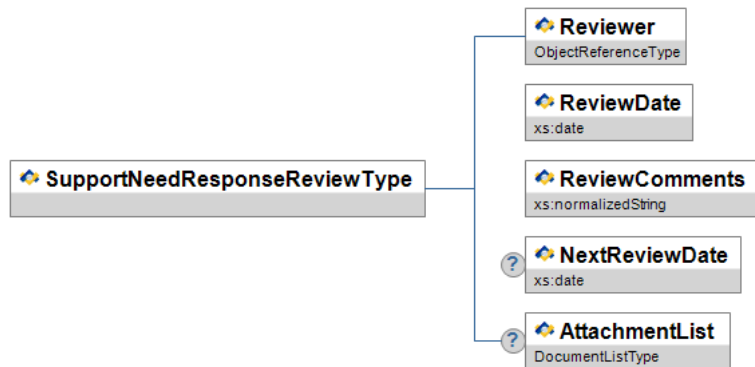 Reviewer
ObjectReferenceType
ReviewDate
xs:date
SupportNeedResponseReviewType
ReviewComments
xs:normalizedString
?
NextReviewDate
xs:date
?
AttachmentList
DocumentListType